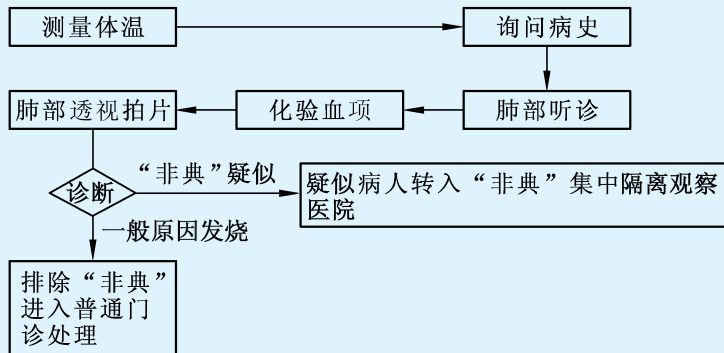 测量体温
询问病史
肺部听诊
化验血项
肺部透视拍片
诊断
“非典”疑似
疑似病人转入“非典”集中隔离观察
医院
一般原因发烧
排除“非典”
进入普通门
诊处理